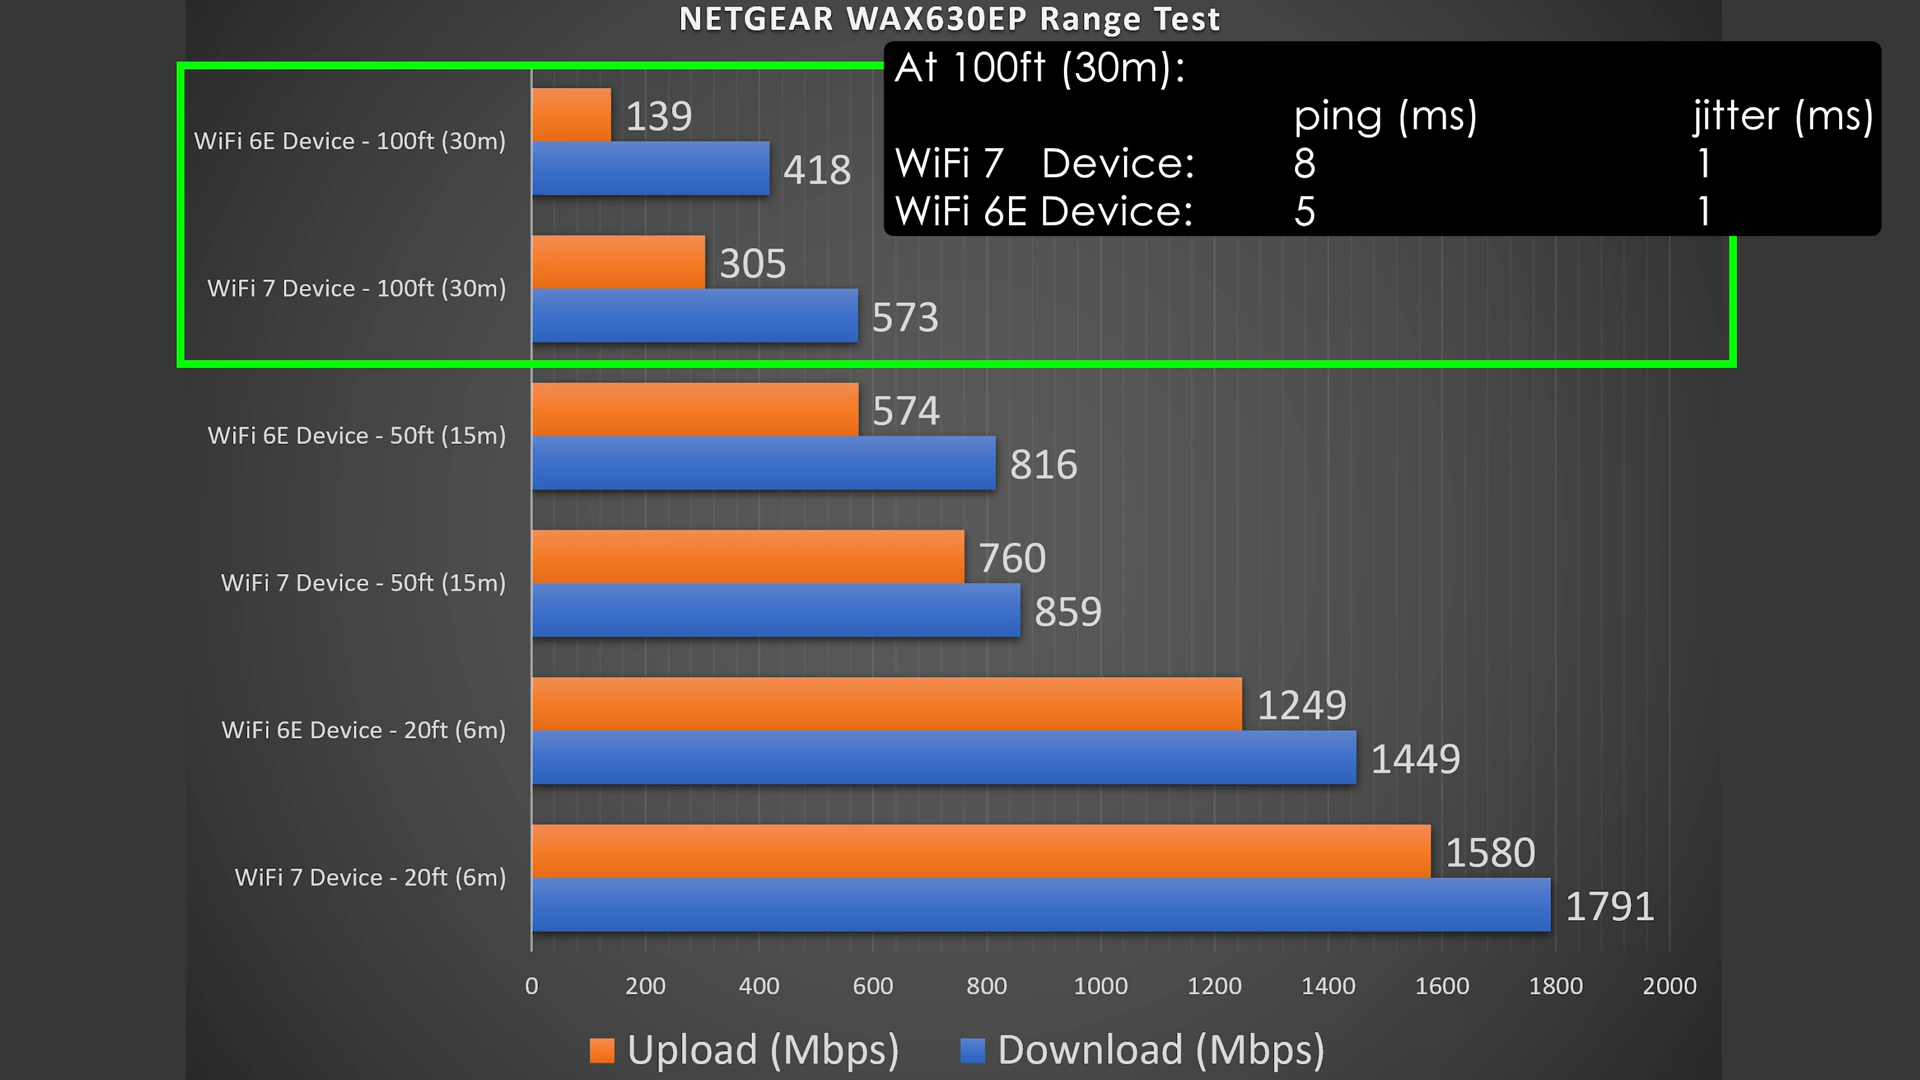 NETGEAR WAX630EP Range Test
At 100ft (30m):
ping (ms) jitter (ms)
WiFi 7 Device: 8 1
WiFi 6E Device: 5 1
WiFi 6E Device - 100ft (30m)
139
418
WiFi 7 Device - 100ft (30m)
305
573
WiFi 6E Device - 50ft (15m)
574
816
WiFi 7 Device - 50ft (15m)
760
859
WiFi 6E Device - 20ft (6m)
1249
1449
WiFi 7 Device - 20ft (6m)
1580
1791
0 200 400 600 800 1000 1200 1400 1600 1800 2000
Upload (Mbps) Download (Mbps)